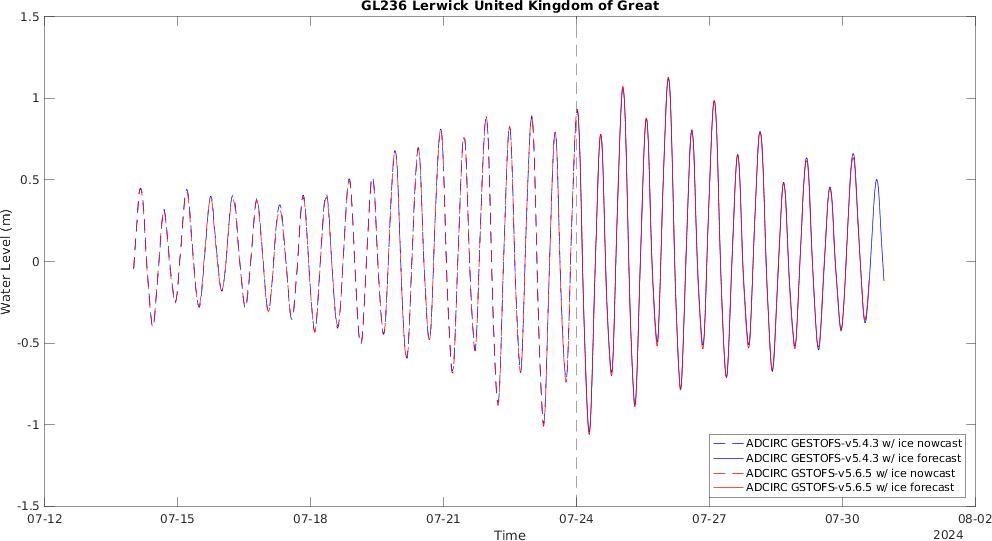 GL236 Lerwick United Kingdom of Great
1.5
1
0.5
0
-0.5
-1
-1.5
Water Level (m)
07-12 07-15 07-18 07-21 07-24 07-27 07-30 08-02
Time
2024
ADCIRC GESTOFS-v5.4.3 w/ ice nowcast
ADCIRC GESTOFS-v5.4.3 w/ ice forecast
ADCIRC GSTOFS-v5.6.5 w/ ice nowcast
ADCIRC GSTOFS-v5.6.5 w/ ice forecast